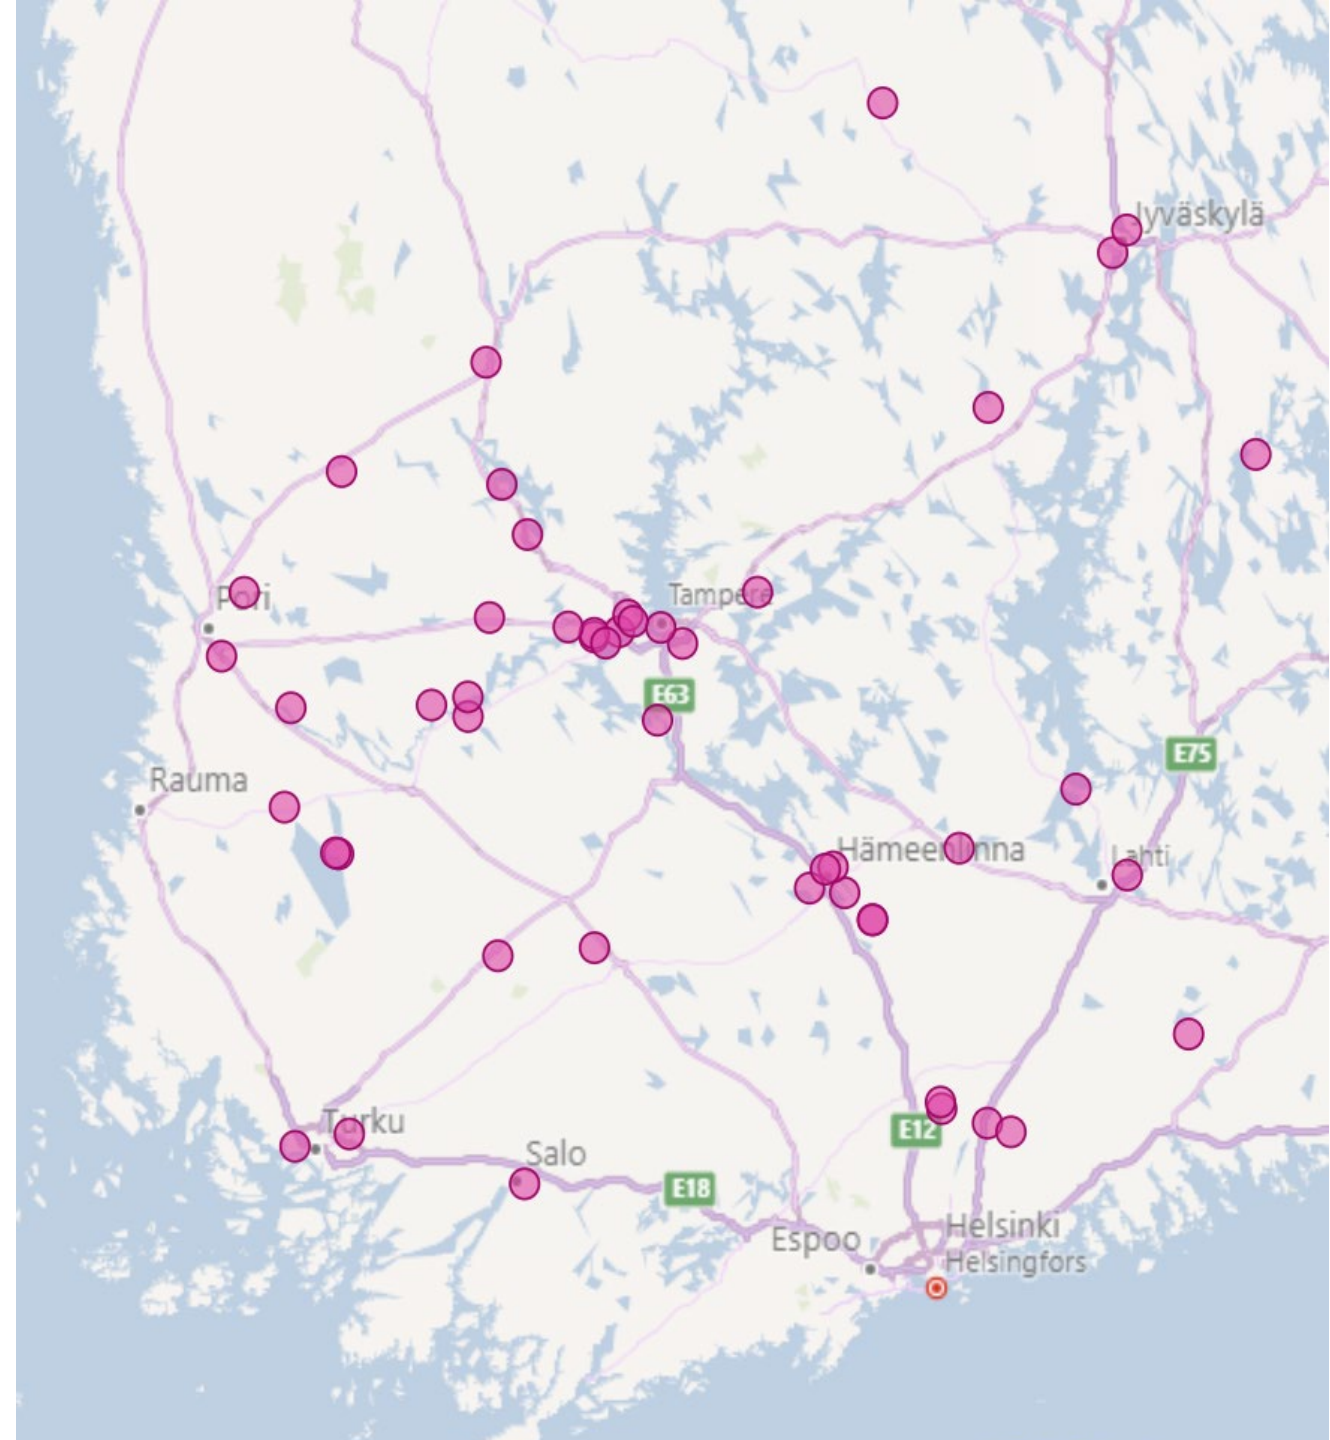 Jyväskylä
Pori
Tampere
E63
E75
Rauma
Hämeenlinna
Lahti
Turku
E12
Salo
E18
Espoo
Helsinki
Helsingfors